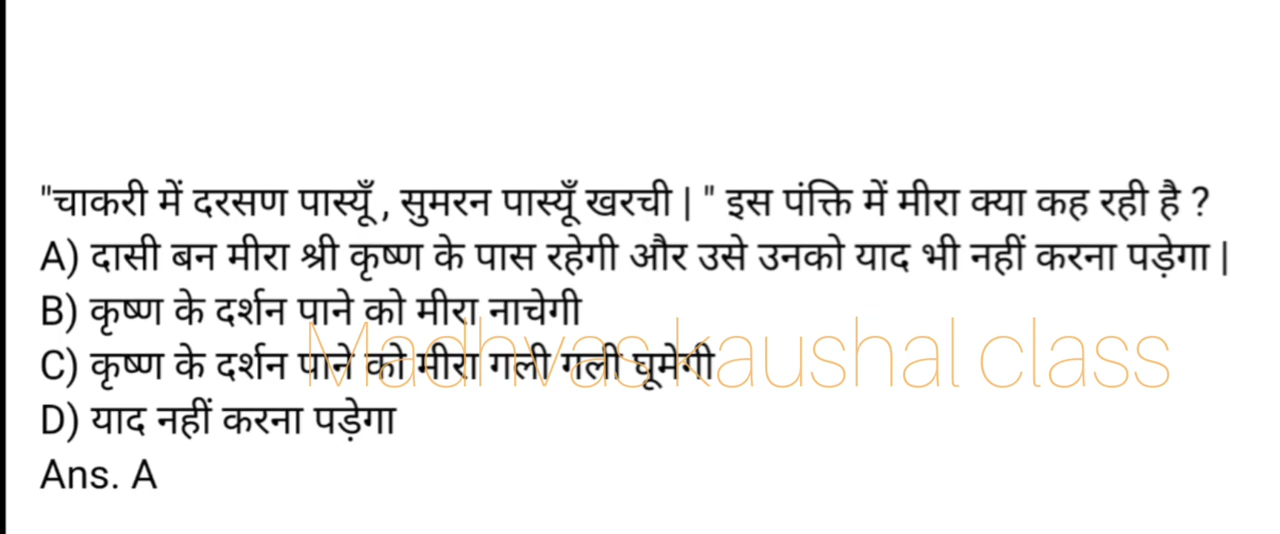 "चाकरी में दरसण पास्यूँ , सुमरन पास्यूँ खरची | " इस पंक्ति में मीरा क्या कह रही है ?
A) दासी बन मीरा श्री कृष्ण के पास रहेगी और उसे उनको याद भी नहीं करना पड़ेगा |
B) कृष्ण के दर्शन पाने को मीरा नाचेगी
C) कृष्ण के दर्शन पाने को मीरा गली गली घूमेगी
Madhvas kaushal class
D) याद नहीं करना पड़ेगा
Ans. A